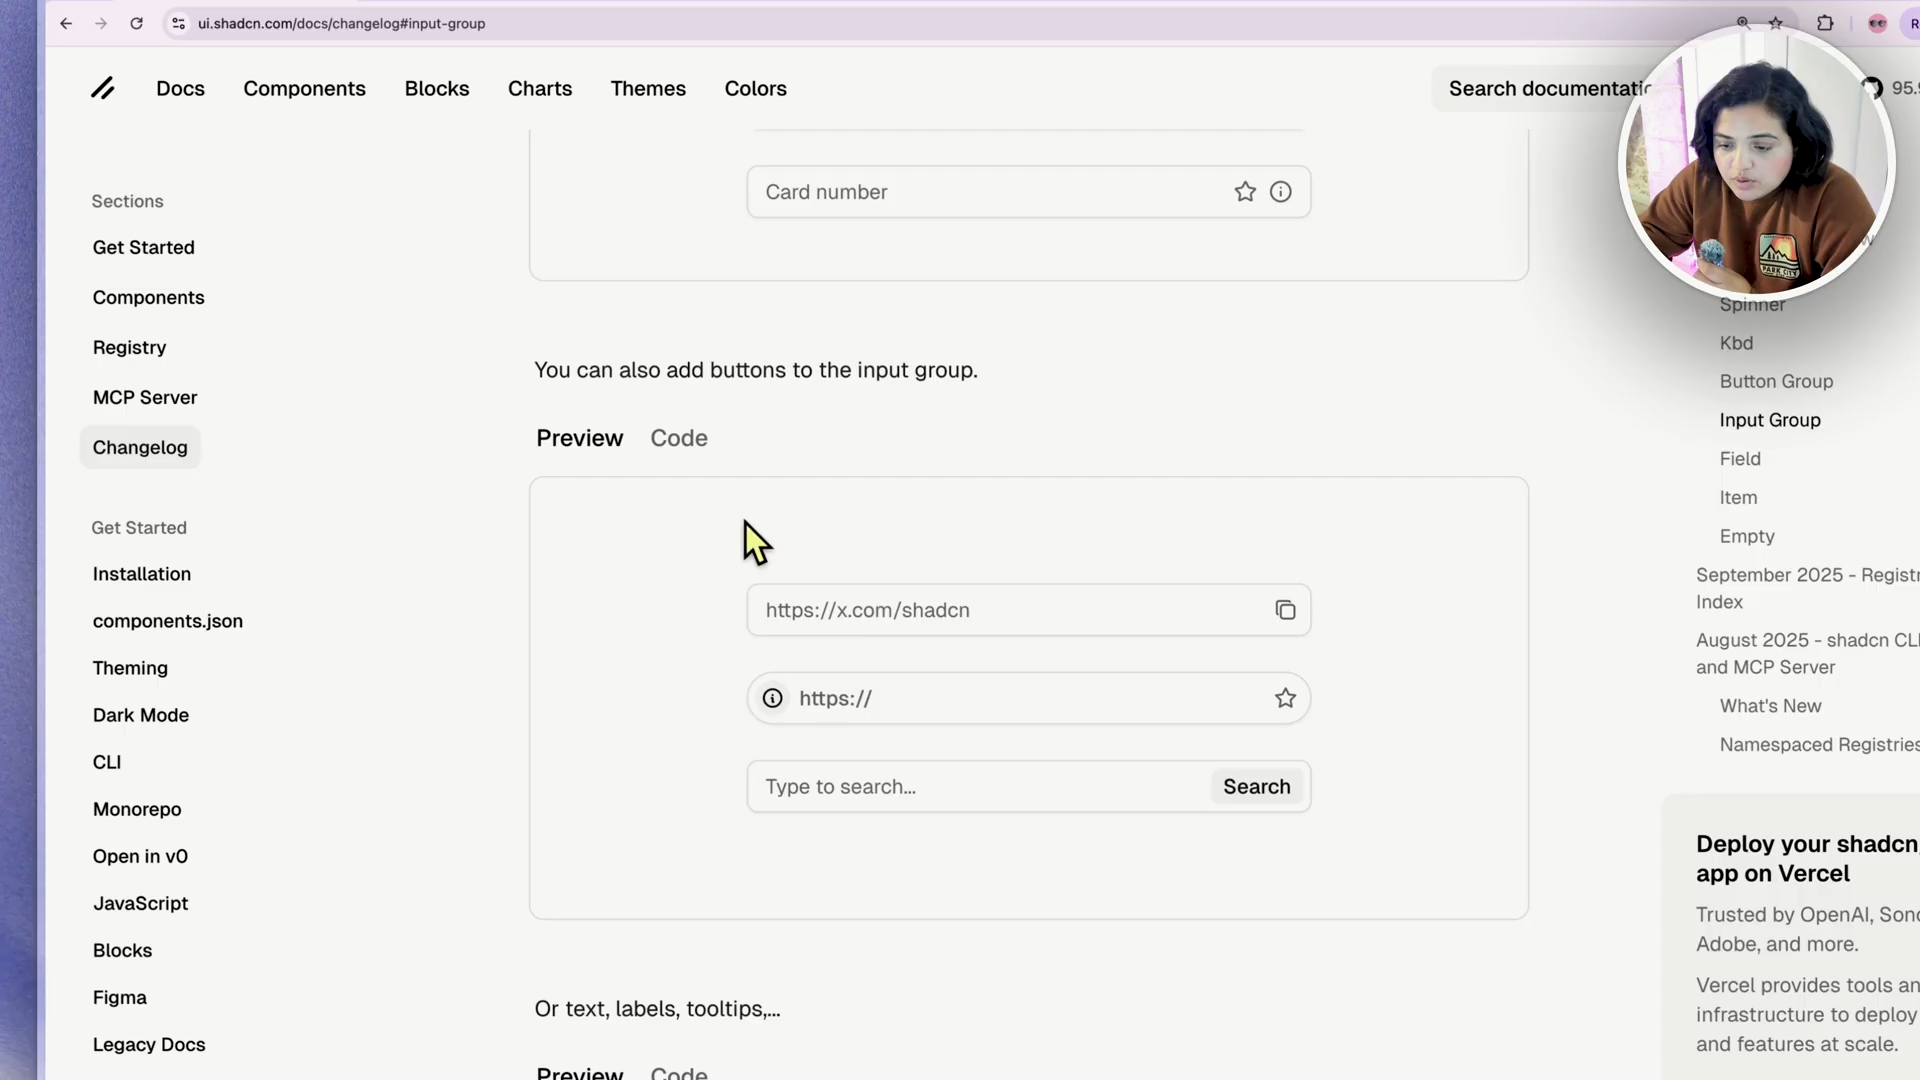 ui.shadcn.com/docs/changelog#input-group
R
Docs
Components
Blocks
Charts
Themes
Colors
Search documentatio
95.9
Sections
Get Started
Components
Registry
MCP Server
Changelog
Get Started
Installation
components.json
Theming
Dark Mode
CLI
Monorepo
Open in v0
JavaScript
Blocks
Figma
Legacy Docs
Card number
You can also add buttons to the input group.
Preview Code
https://x.com/shadcn
https://
Type to search...
Search
Or text, labels, tooltips,...
Preview Code
PARK CITY
Spinner
Kbd
Button Group
Input Group
Field
Item
Empty
September 2025 - Registr
Index
August 2025 - shadcn CLI
and MCP Server
What's New
Namespaced Registries
Deploy your shadcn/
app on Vercel
Trusted by OpenAI, Sono
Adobe, and more.
Vercel provides tools an
infrastructure to deploy
and features at scale.